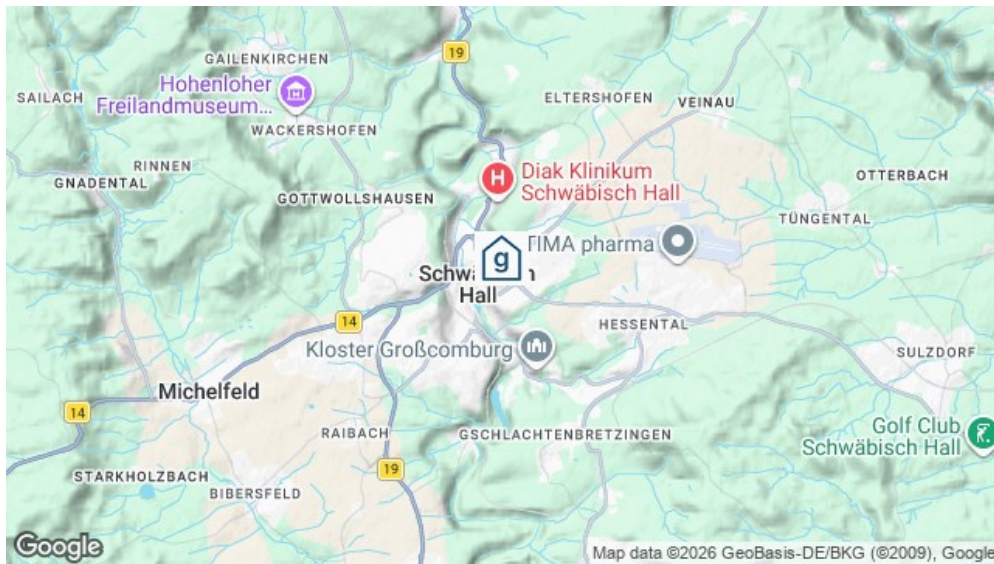 19
GAILENKIRCHEN
Hohenloher
Freilandmuseum...
SAILACH
ELTERSHOFEN
VEINAU
WACKERSHOFEN
RINNEN
GNADENTAL
H
Diak Klinikum
Schwäbisch Hall
OTTERBACH
GOTTWOLLSHAUSEN
TÜNGENTAL
g
TIMA pharma
Hall
14
HESSENTAL
Kloster Großcomburg
SULZDORF
Michelfeld
14
RAIBACH
GSCHLACHTENBRETZINGEN
Golf Club
Schwäbisch Hall
19
STARKHOLZBACH
BIBERSFELD
Google
Map data ©2026 GeoBasis-DE/BKG (©2009), Google